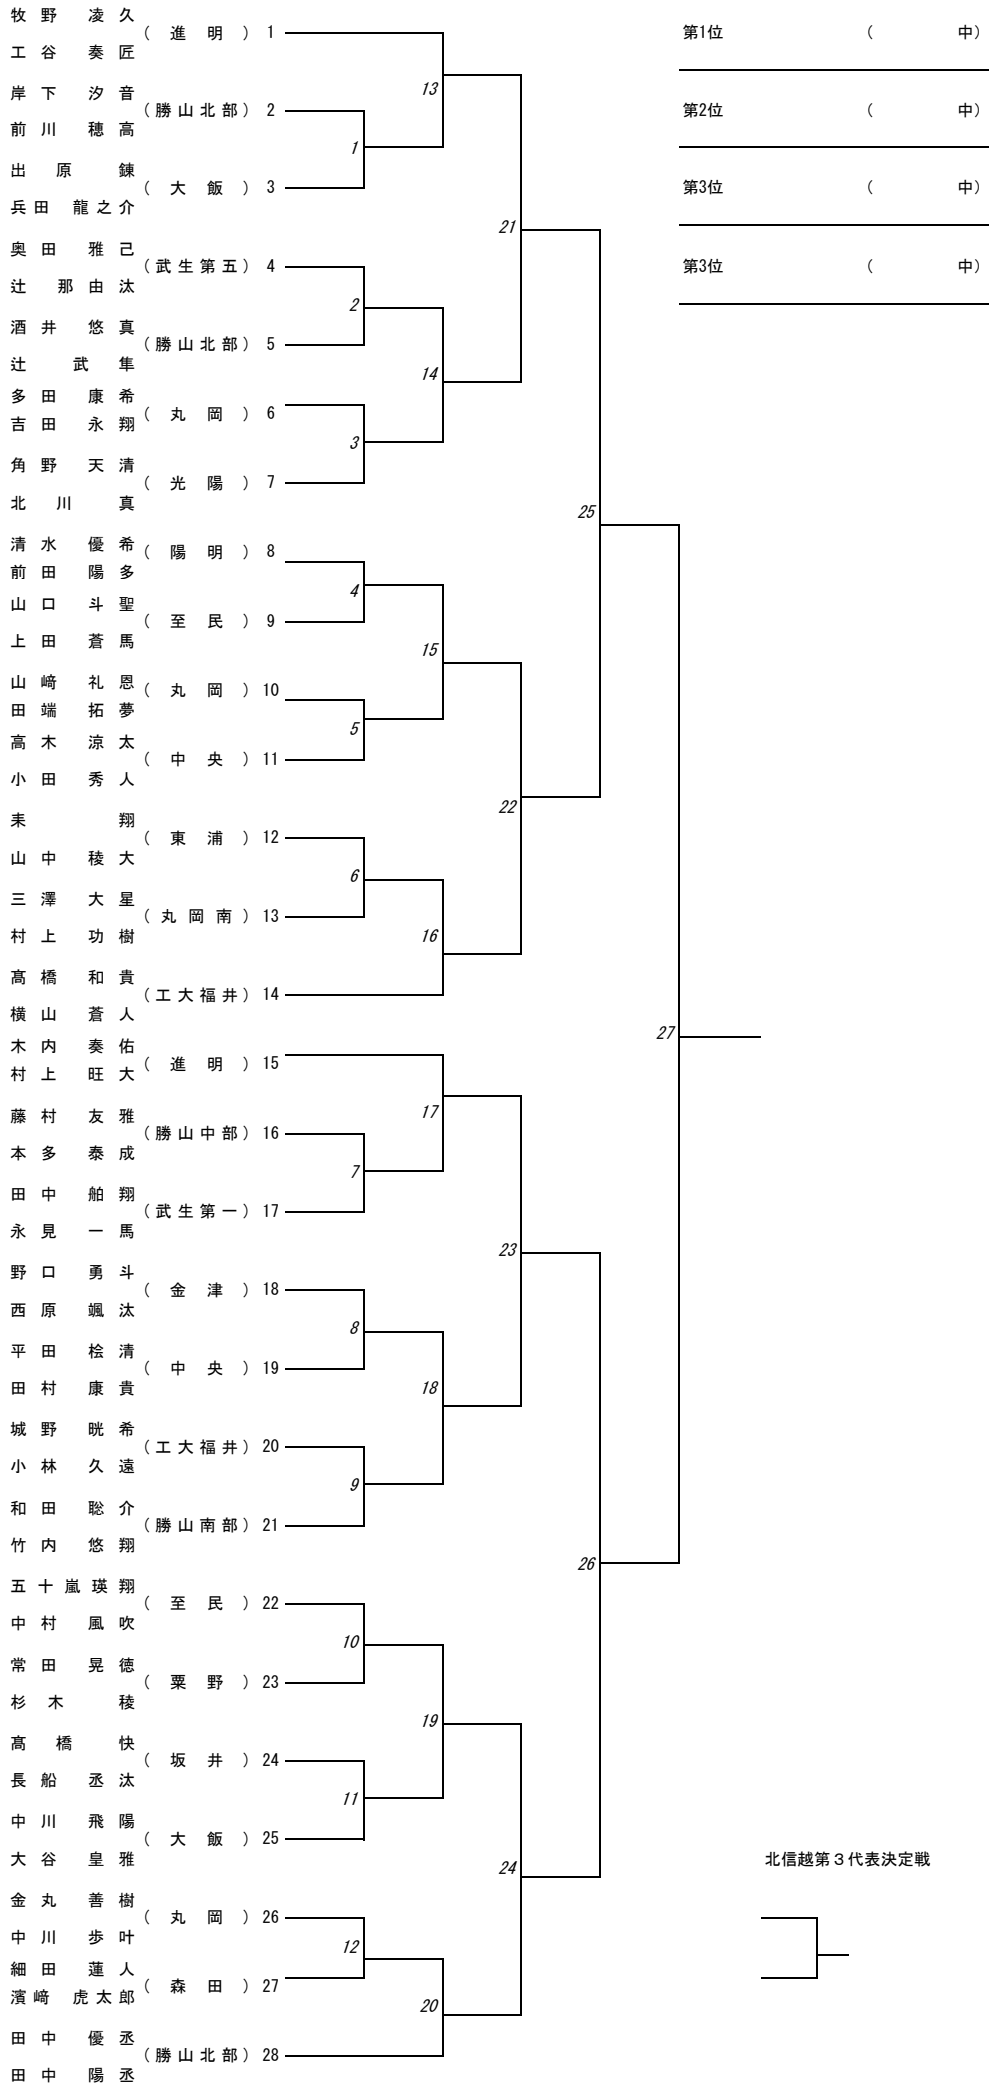 牧野 凌久
(進明) 1
工谷 奏匠
岸下 汐音
(勝山北部) 2
前川 穂高
1
出原 錬
(大飯) 3
兵田 龍之介
13
奥田 雅己
(武生第五) 4
辻 那由汰
2
酒井 悠真
(勝山北部) 5
辻 武隼
14
多田 康希
(丸岡) 6
吉田 永翔
3
角野 天清
(光陽) 7
北川 真
21
清水 優希
(陽明) 8
前田 陽多
4
山口 斗聖
(至民) 9
上田 蒼馬
15
山﨑 礼恩
(丸岡) 10
田端 拓夢
5
高木 涼太
(中央) 11
小田 秀人
22
耒 翔
(東浦) 12
山中 稜大
6
三澤 大星
(丸岡南) 13
村上 功樹
16
髙橋 和貴
(工大福井) 14
横山 蒼人
25
木内 奏佑
(進明) 15
村上 旺大
17
藤村 友雅
(勝山中部) 16
本多 泰成
7
田中 舶翔
(武生第一) 17
永見 一馬
23
野口 勇斗
(金津) 18
西原 颯汰
8
平田 桧清
(中央) 19
田村 康貴
18
城野 晄希
(工大福井) 20
小林 久遠
9
和田 聡介
(勝山南部) 21
竹内 悠翔
26
五十嵐瑛翔
(至民) 22
中村 風吹
10
常田 晃徳
(粟野) 23
杉木 稜
19
髙橋 快
(坂井) 24
長船 丞汰
11
中川 飛陽
(大飯) 25
大谷 皇雅
24
金丸 善樹
(丸岡) 26
中川 歩叶
12
細田 蓮人
(森田) 27
濱﨑 虎太郎
20
田中 優丞
(勝山北部) 28
田中 陽丞
27
第1位 ( 中)
第2位 ( 中)
第3位 ( 中)
第3位 ( 中)
北信越第3代表決定戦